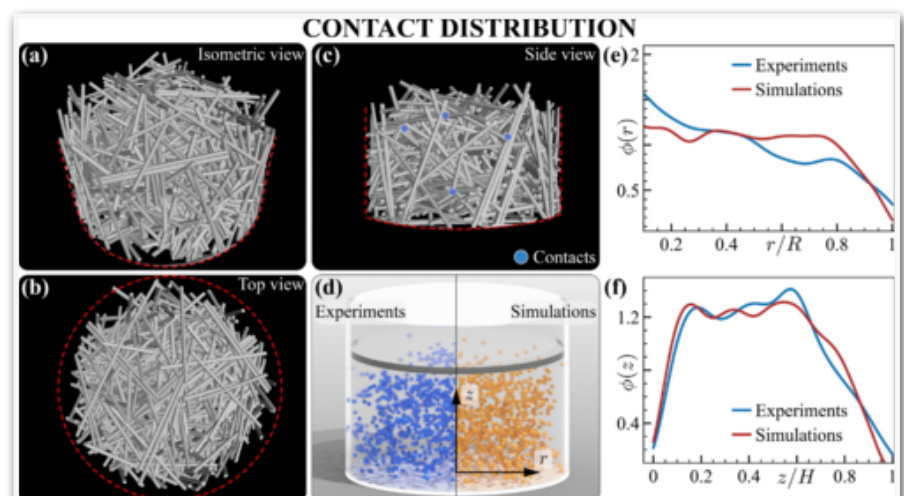 CONTACT DISTRIBUTION
(a)
Isometric view
(b)
Top view
(c)
Side view
Contacts
(d)
Experiments
Simulations
z
r
(e)
2
0.5
ϕ(r)
Experiments
Simulations
0.2
0.4
0.6
0.8
1
r/R
(f)
1.2
0.4
ϕ(z)
Experiments
Simulations
0
0.2
0.4
0.6
0.8
1
z/H